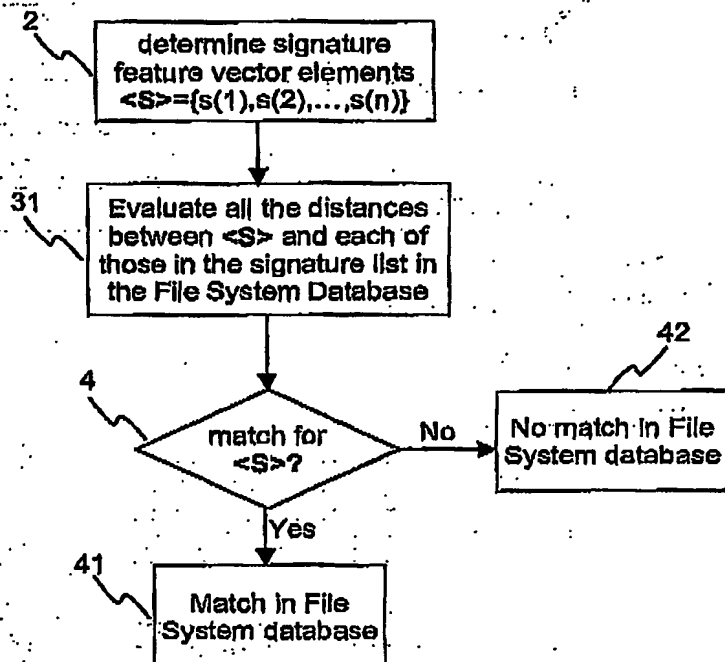 2
determine signature
feature vector elements
<S>={s(1),s(2),...,s(n)}
31
Evaluate all the distances
between <S> and each of
those in the signature list in
the File System Database
42
4
match for
<S>?
No
No match in File
System database
Yes
41
Match in File
System database